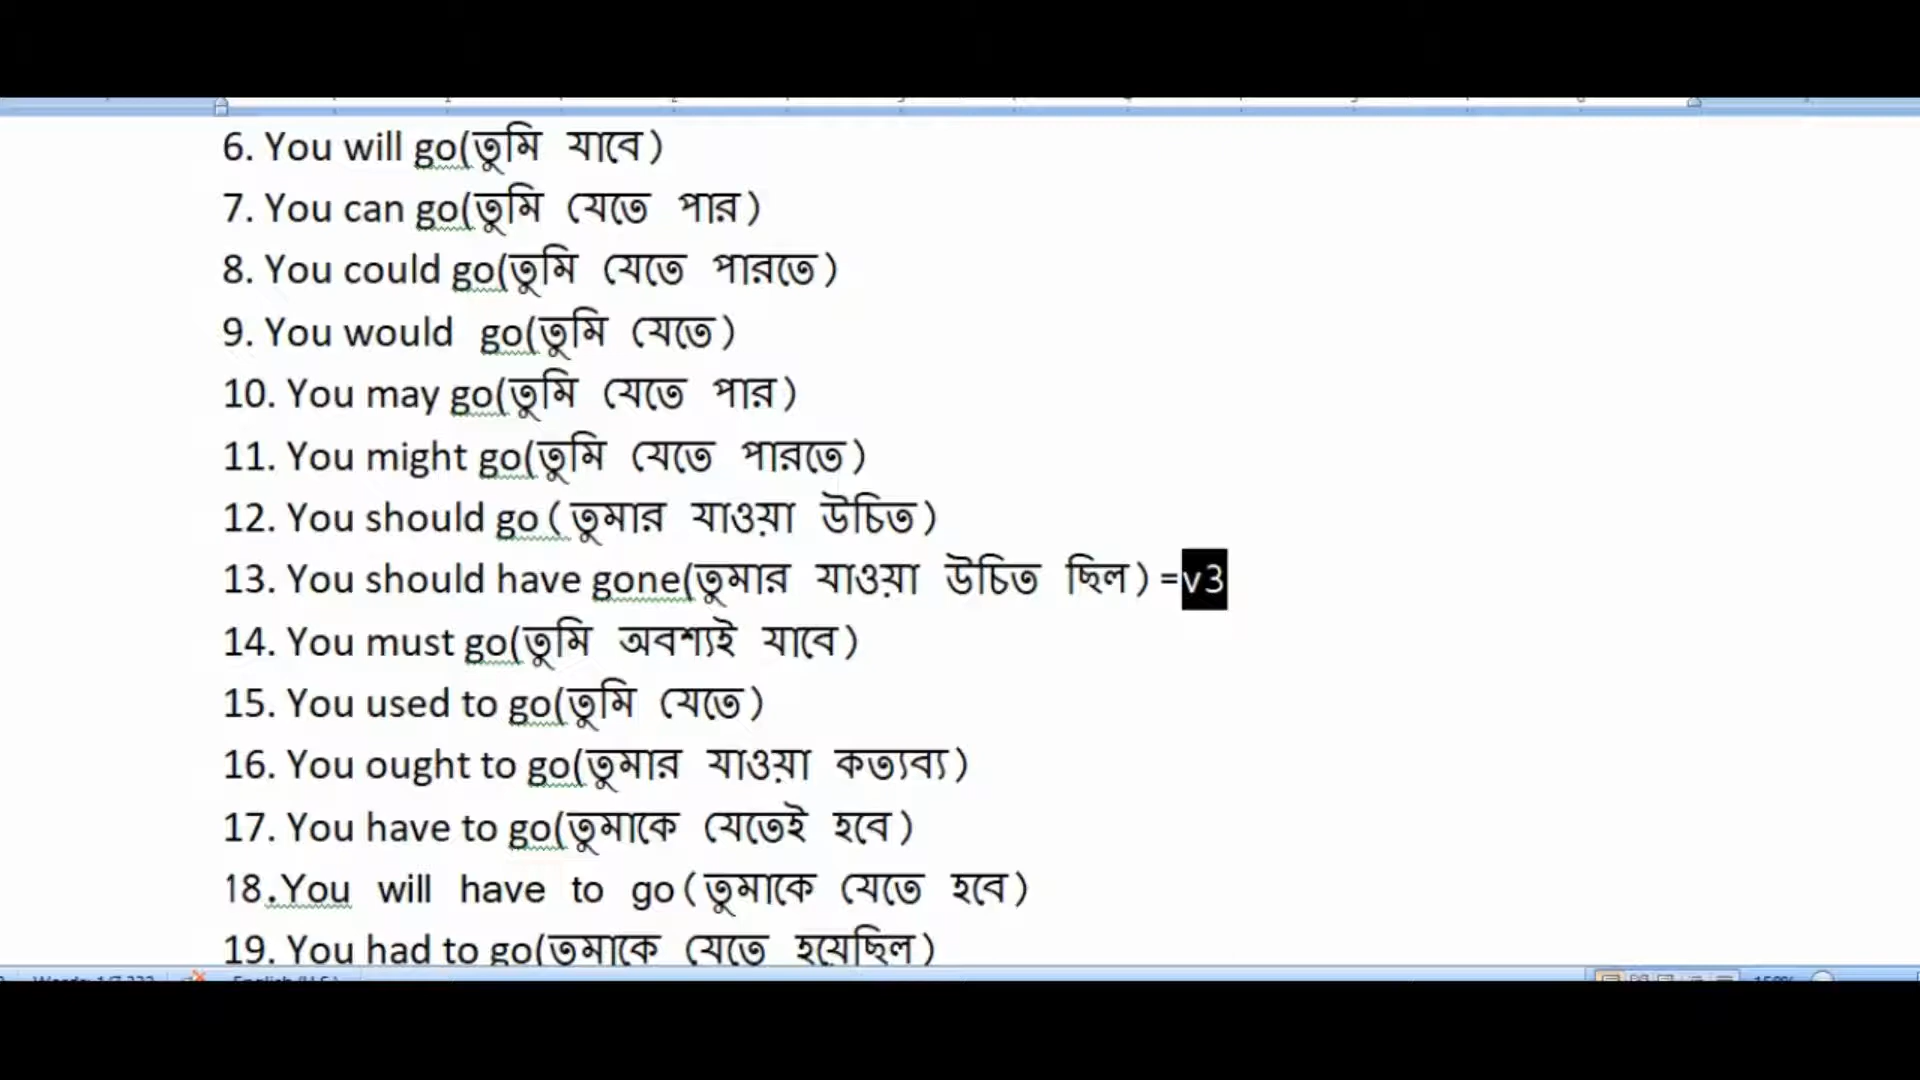 6. You will go(তুমি যাবে)
7. You can go(তুমি যেতে পার)
8. You could go(তুমি যেতে পারতে)
9. You would go(তুমি যেতে)
10. You may go(তুমি যেতে পার)
11. You might go(তুমি যেতে পারতে)
12. You should go(তুমার যাওয়া উচিত)
13. You should have gone(তুমার যাওয়া উচিত ছিল)=v3
14. You must go(তুমি অবশ্যই যাবে)
15. You used to go(তুমি যেতে)
16. You ought to go(তুমার যাওয়া কত্যব্য)
17. You have to go(তুমাকে যেতেই হবে)
18.You will have to go(তুমাকে যেতে হবে)
19. You had to go(তমাকে যেতে হয়েছিল)